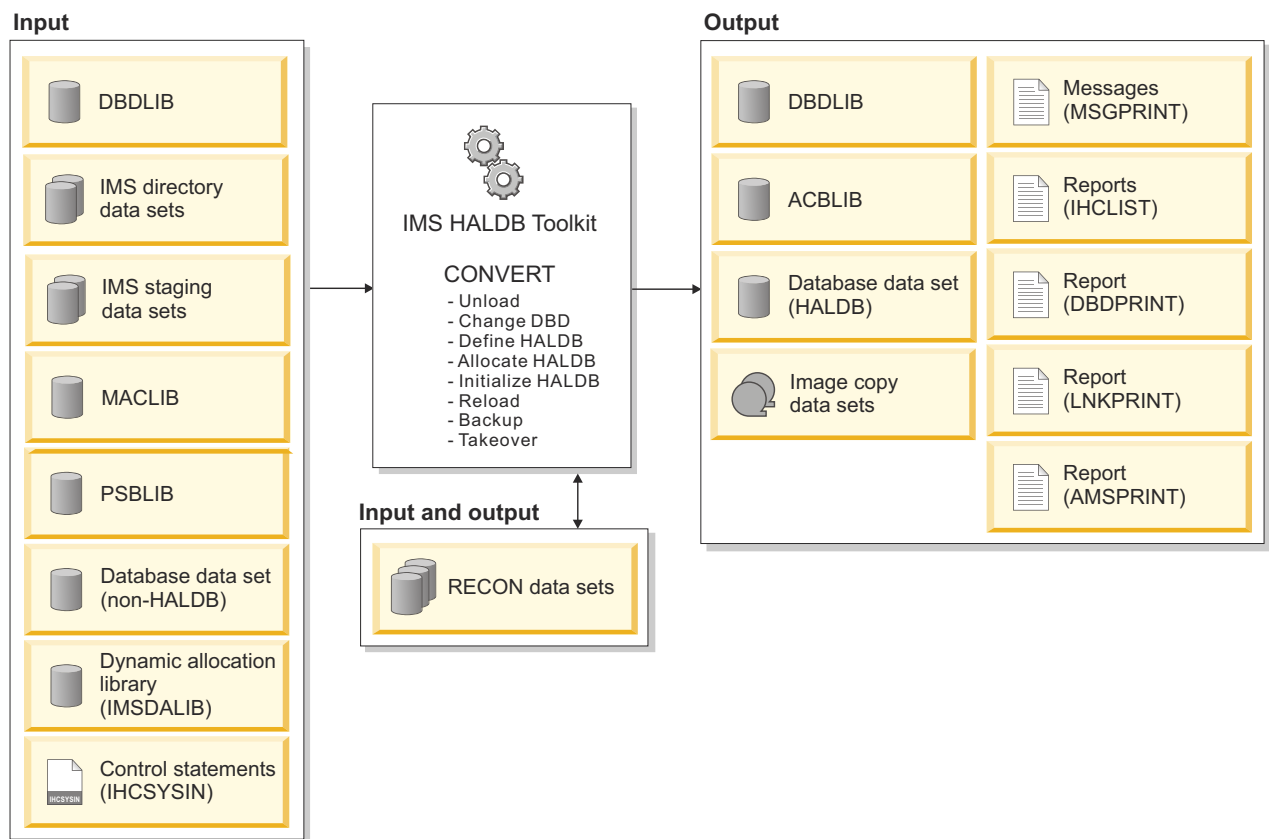 Input
DBDLIB
IMS directory
data sets
IMS staging
data sets
MACLIB
PSBLIB
Database data set
(non-HALDB)
Dynamic allocation
library
(IMSDALIB)
IHCSYSIN
Control statements
(IHCSYSIN)
IMS HALDB Toolkit
CONVERT
- Unload
- Change DBD
- Define HALDB
- Allocate HALDB
- Initialize HALDB
- Reload
- Backup
- Takeover
Input and output
RECON data sets
Output
DBDLIB
ACBLIB
Database data set
(HALDB)
Image copy
data sets
Messages
(MSGPRINT)
Reports
(IHCLIST)
Report
(DBDPRINT)
Report
(LNKPRINT)
Report
(AMSPRINT)